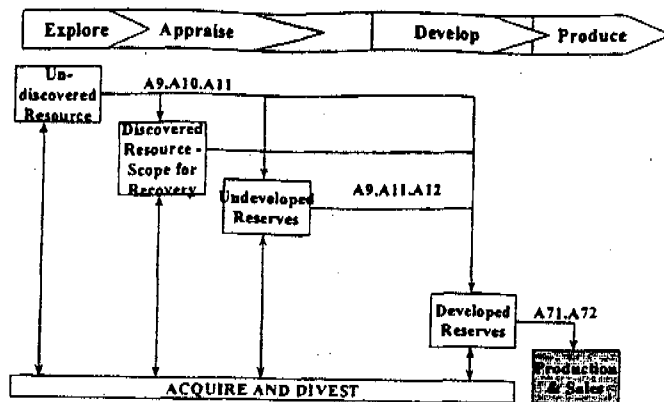 Explore Appraise Develop Produce
Un-
discovered
Resource
A9.A10.A11
Discovered
Resource -
Scope for
Recovery
Undeveloped
Reserves
A9.A11.A12
Developed
Reserves
A71.A72
Production
& Sales
ACQUIRE AND DIVEST